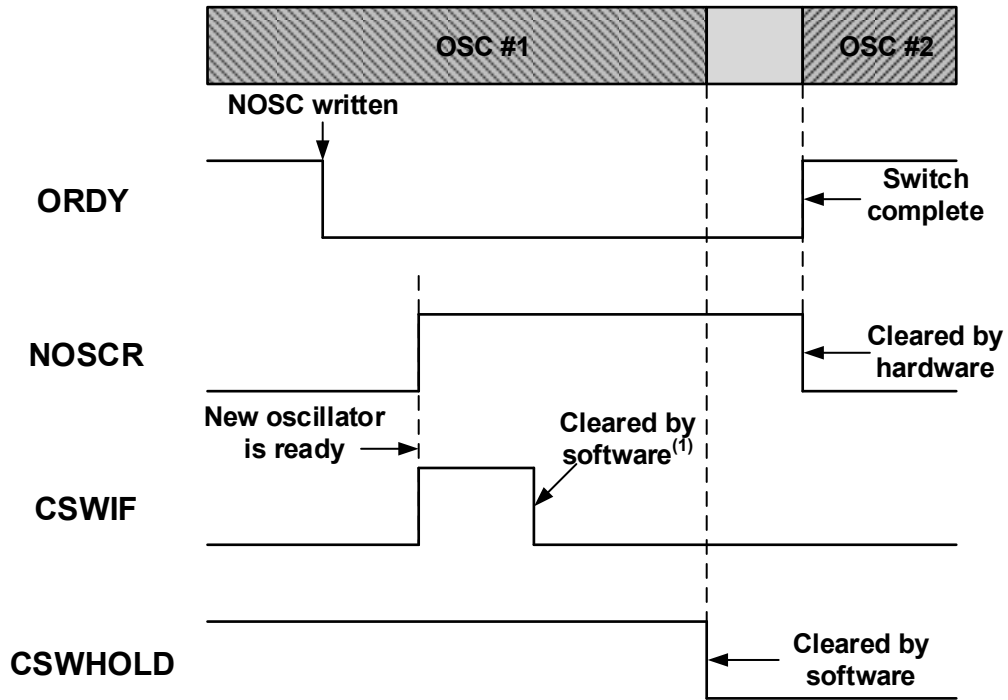 OSC #1
OSC #2
NOSC written
ORDY
Switch
complete
NOSCR
Cleared by
hardware
New oscillator
is ready
Cleared by
software(1)
CSWIF
CSWHOLD
Cleared by
software